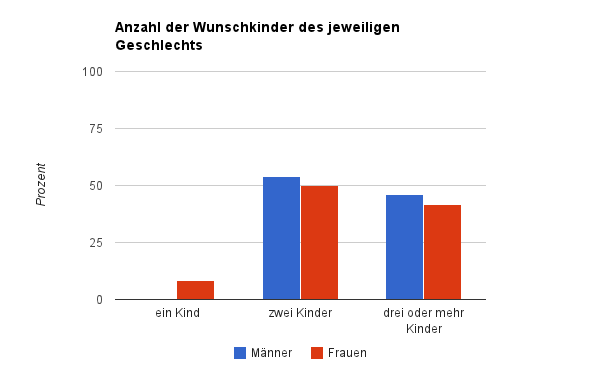 Anzahl der Wunschkinder des jeweiligen
Geschlechts
100
75
50
25
0
Prozent
ein Kind
zwei Kinder
drei oder mehr
Kinder
Männer
Frauen